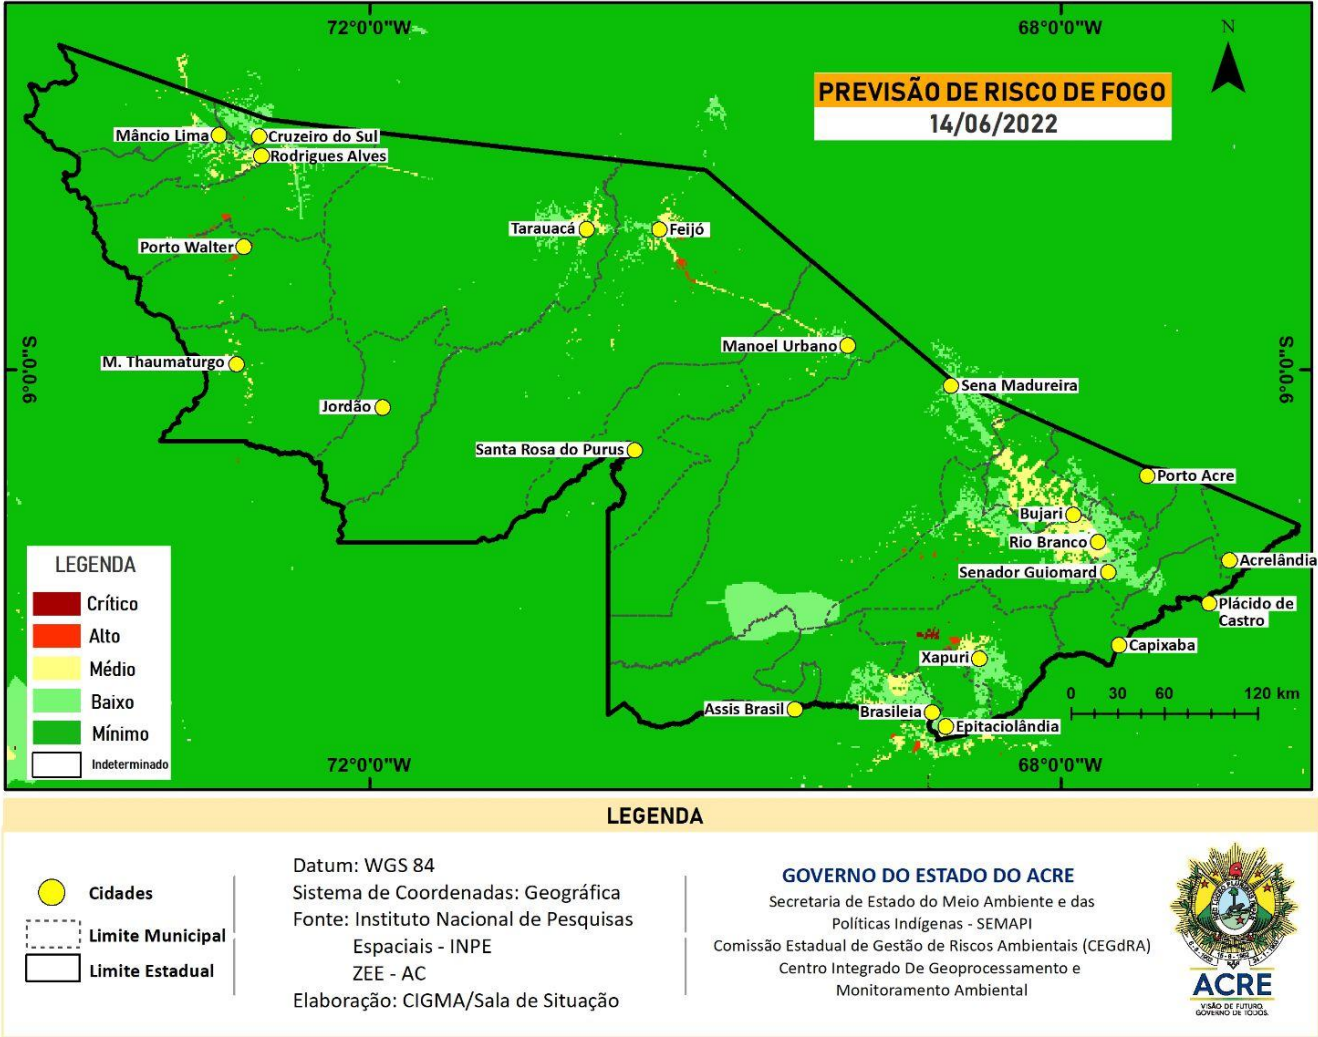 72°0'0"W
68°0'0"W
N
PREVISÃO DE RISCO DE FOGO
14/06/2022
Mâncio Lima
Cruzeiro do Sul
Rodrigues Alves
Tarauacá
Feijó
Porto Walter
Manoel Urbano
M. Thaumaturgo
9°0'0"S
9°0'0"S
Sena Madureira
Jordão
Santa Rosa do Purus
Porto Acre
Bujari
Rio Branco
Acrelândia
Senador Guiomard
Plácido de
Castro
Capixaba
Xapuri
Assis Brasil
Brasileia
Epitaciolândia
0 30 60 120 km
LEGENDA
Crítico
Alto
Médio
Baixo
Mínimo
Indeterminado
72°0'0"W
68°0'0"W
LEGENDA
Cidades
Limite Municipal
Limite Estadual
Datum: WGS 84
Sistema de Coordenadas: Geográfica
Fonte: Instituto Nacional de Pesquisas
Espaciais - INPE
ZEE - AC
Elaboração: CIGMA/Sala de Situação
GOVERNO DO ESTADO DO ACRE
Secretaria de Estado do Meio Ambiente e das
Políticas Indígenas - SEMAPI
Comissão Estadual de Gestão de Riscos Ambientais (CEGdRA)
Centro Integrado De Geoprocessamento e
Monitoramento Ambiental
ACRE
VISÃO DE FUTURO.
GOVERNO DE TODOS.